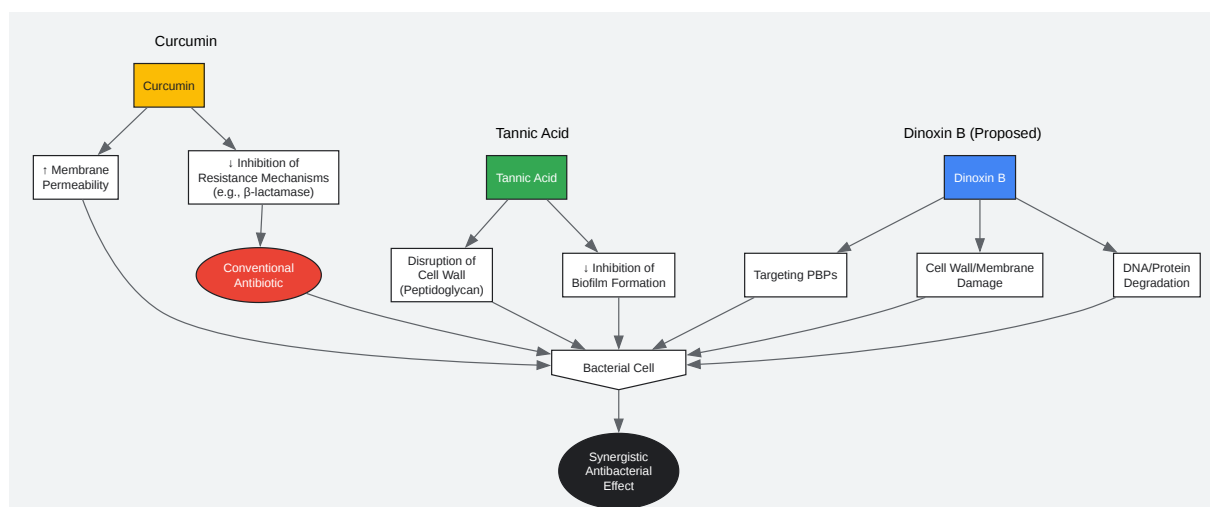 Curcumin
Curcumin
↑ Membrane
Permeability
↓ Inhibition of
Resistance Mechanisms
(e.g., β-lactamase)
Conventional
Antibiotic
Tannic Acid
Tannic Acid
Disruption of
Cell Wall
(Peptidoglycan)
↓ Inhibition of
Biofilm Formation
Dinoxin B (Proposed)
Dinoxin B
Targeting PBPs
Cell Wall/Membrane
Damage
DNA/Protein
Degradation
Bacterial Cell
Synergistic
Antibacterial
Effect